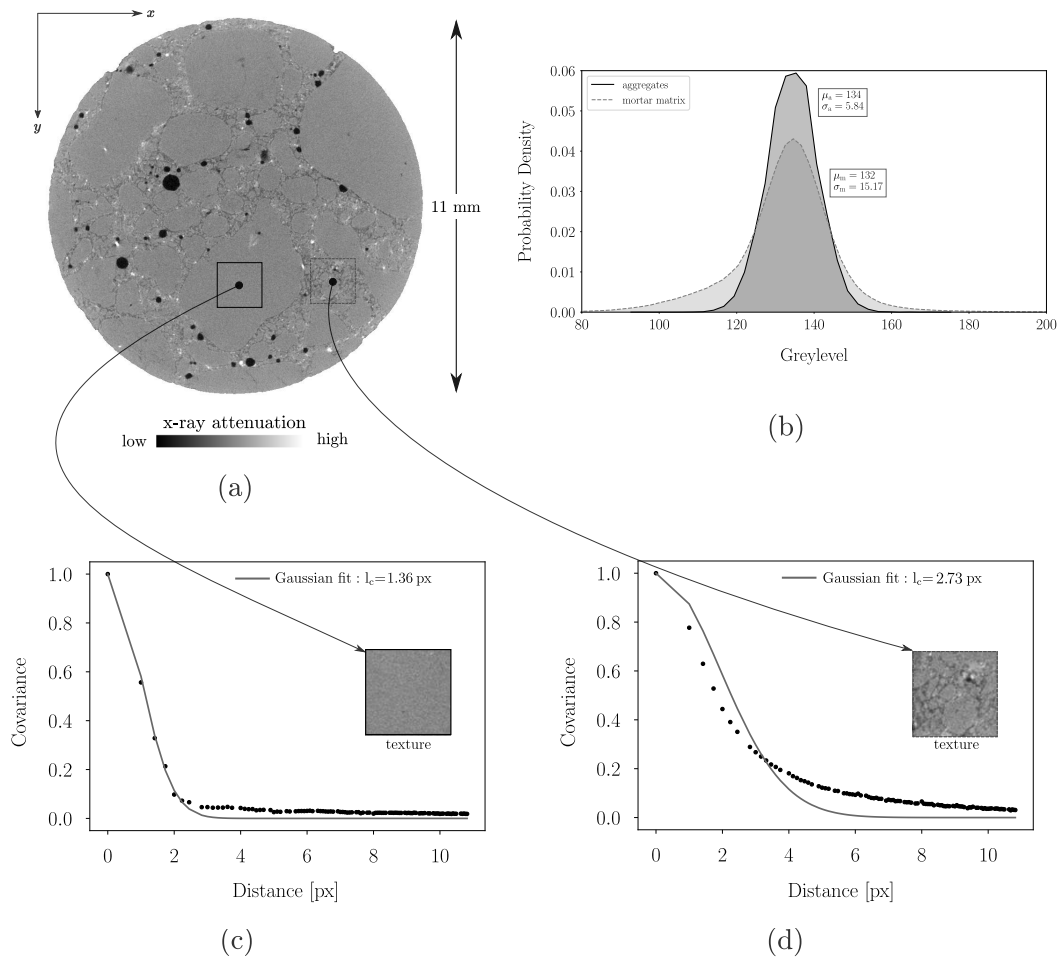 x
y
11 mm
x-ray attenuation
low
high
(a)
0.06
0.05
0.04
0.03
0.02
0.01
0.00
80
100
120
140
160
180
200
Probability Density
Greylevel
aggregates
mortar matrix
μₐ = 134
σₐ = 5.84
μₘ = 132
σₘ = 15.17
(b)
1.0
0.8
0.6
0.4
0.2
0.0
0
2
4
6
8
10
Covariance
Distance [px]
Gaussian fit : l_c=1.36 px
texture
(c)
1.0
0.8
0.6
0.4
0.2
0.0
0
2
4
6
8
10
Covariance
Distance [px]
Gaussian fit : l_c=2.73 px
texture
(d)